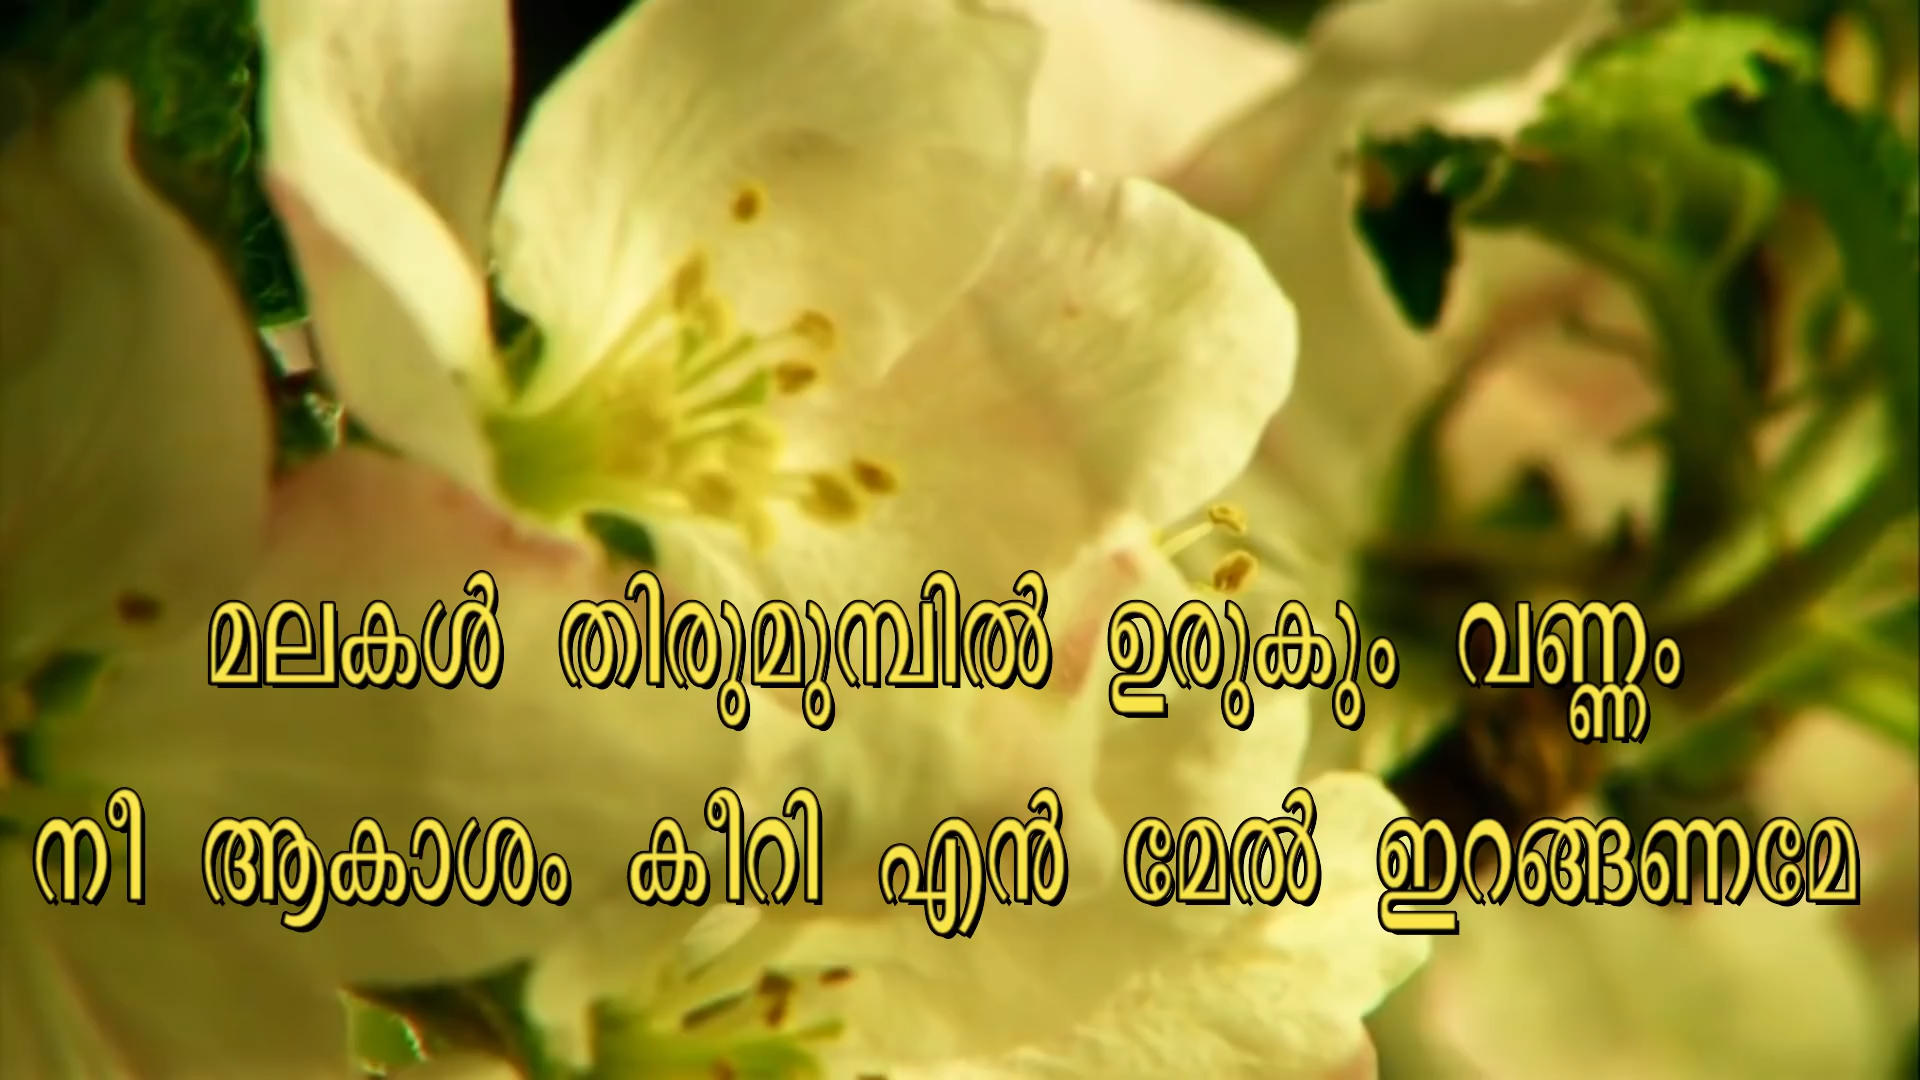 മലകൾ തിരുമുമ്പിൽ ഉരുകും വണ്ണം
നീ ആകാശം കീറി എൻ മേൽ ഇറങ്ങണമേ